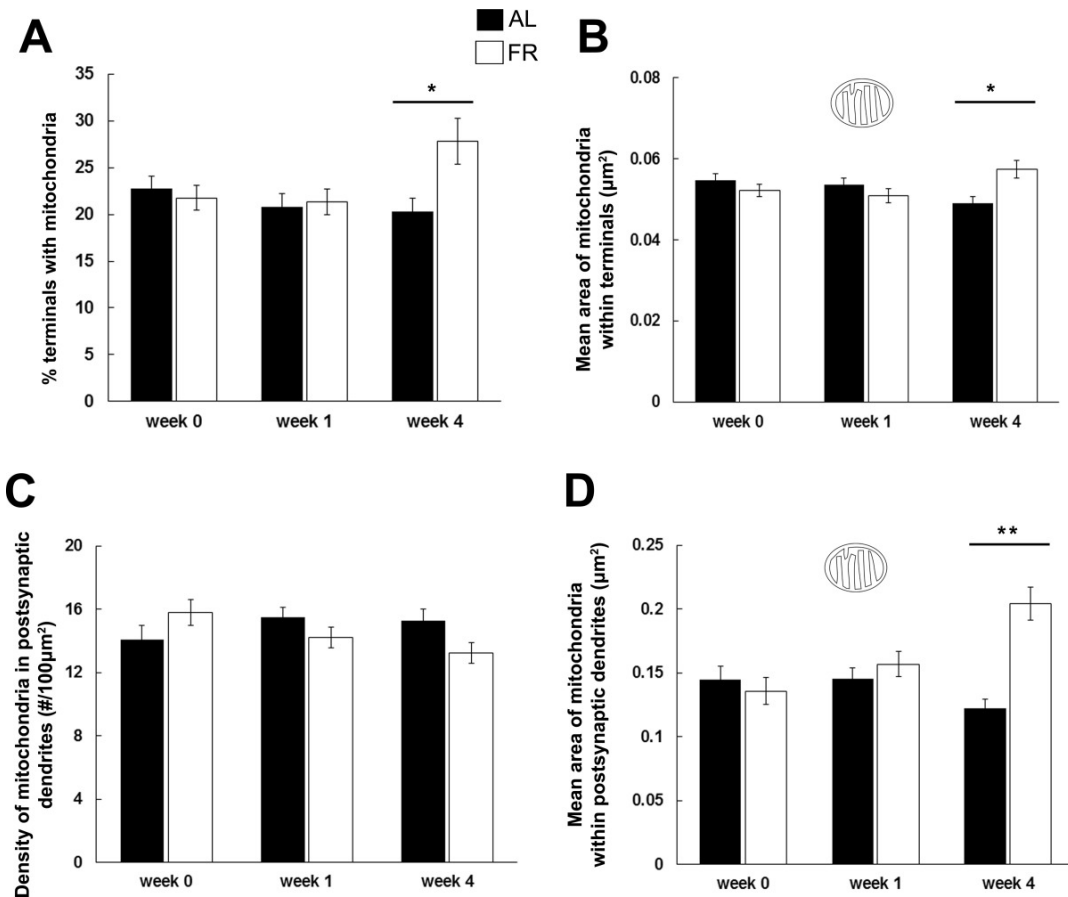 A
AL
FR
% terminals with mitochondria
35
30
25
20
15
10
5
0
*
week 0
week 1
week 4
B
Mean area of mitochondria
within terminals (µm²)
0.08
0.06
0.04
0.02
0
*
week 0
week 1
week 4
C
Density of mitochondria in postsynaptic
dendrites (#/100µm²)
20
16
12
8
4
0
week 0
week 1
week 4
D
Mean area of mitochondria
within postsynaptic dendrites (µm²)
0.25
0.2
0.15
0.1
0.05
0
**
week 0
week 1
week 4